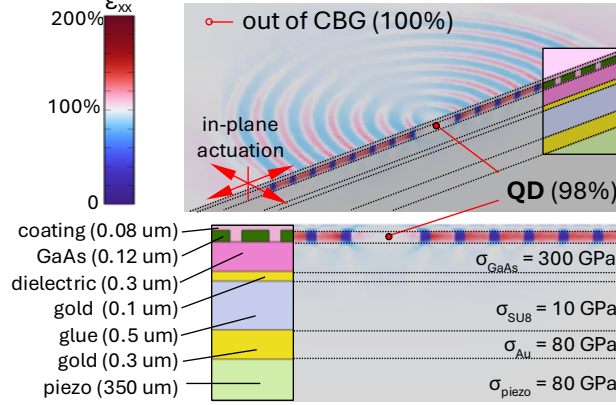 ε_xx
200%
100%
0
out of CBG (100%)
in-plane
actuation
QD (98%)
coating (0.08 um)
GaAs (0.12 um)
dielectric (0.3 um)
gold (0.1 um)
glue (0.5 um)
gold (0.3 um)
piezo (350 um)
σ_GaAs = 300 GPa
σ_SU8 = 10 GPa
σ_Au = 80 GPa
σ_piezo = 80 GPa